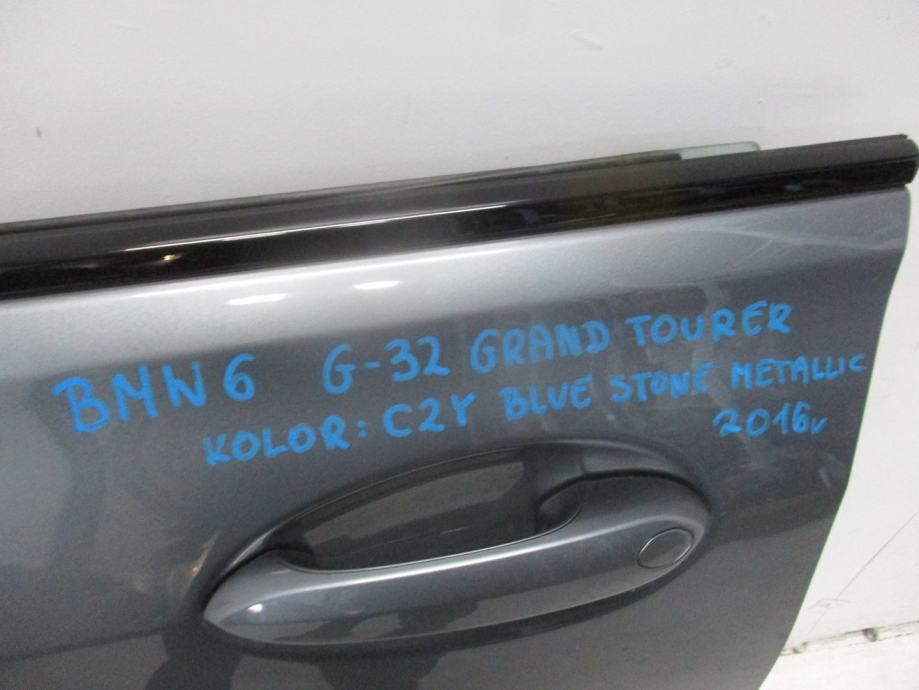 BMW 6 G-32 GRAND TOURER
KOLOR: C2Y BLUE STONE METALLIC
2016r